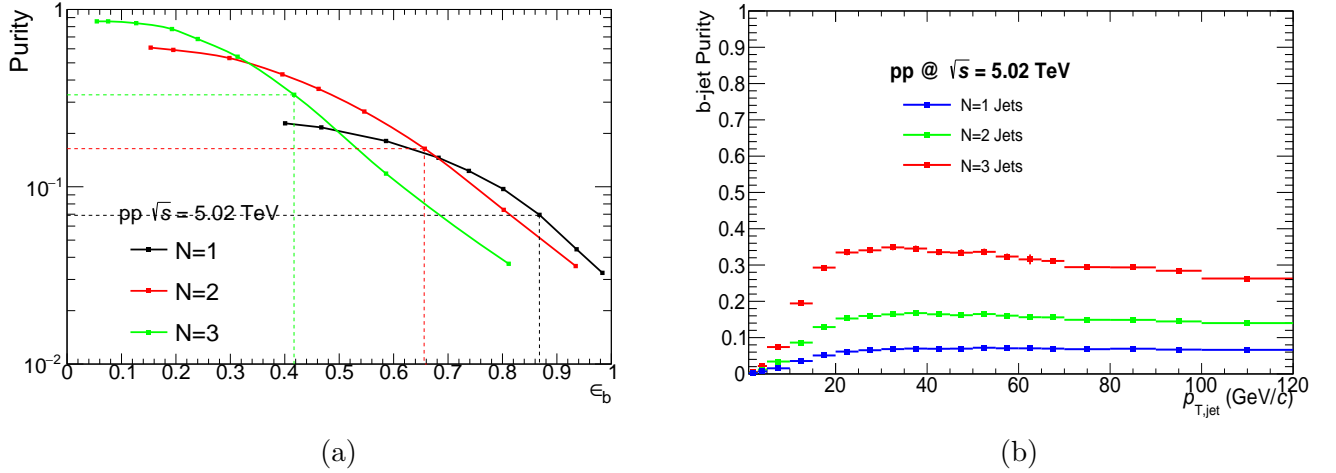 Purity
1
10⁻¹
10⁻²
pp √s = 5.02 TeV
N=1
N=2
N=3
0 0.1 0.2 0.3 0.4 0.5 0.6 0.7 0.8 0.9 1
ϵ_b
(a)
b-jet Purity
1
0.9
0.8
0.7
0.6
0.5
0.4
0.3
0.2
0.1
0
pp @ √s = 5.02 TeV
N=1 Jets
N=2 Jets
N=3 Jets
20 40 60 80 100 120
p_T,jet (GeV/c)
(b)